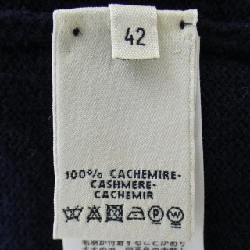 42
100% CACHEMIRE-
CASHMERE-
CACHEMIR
P W